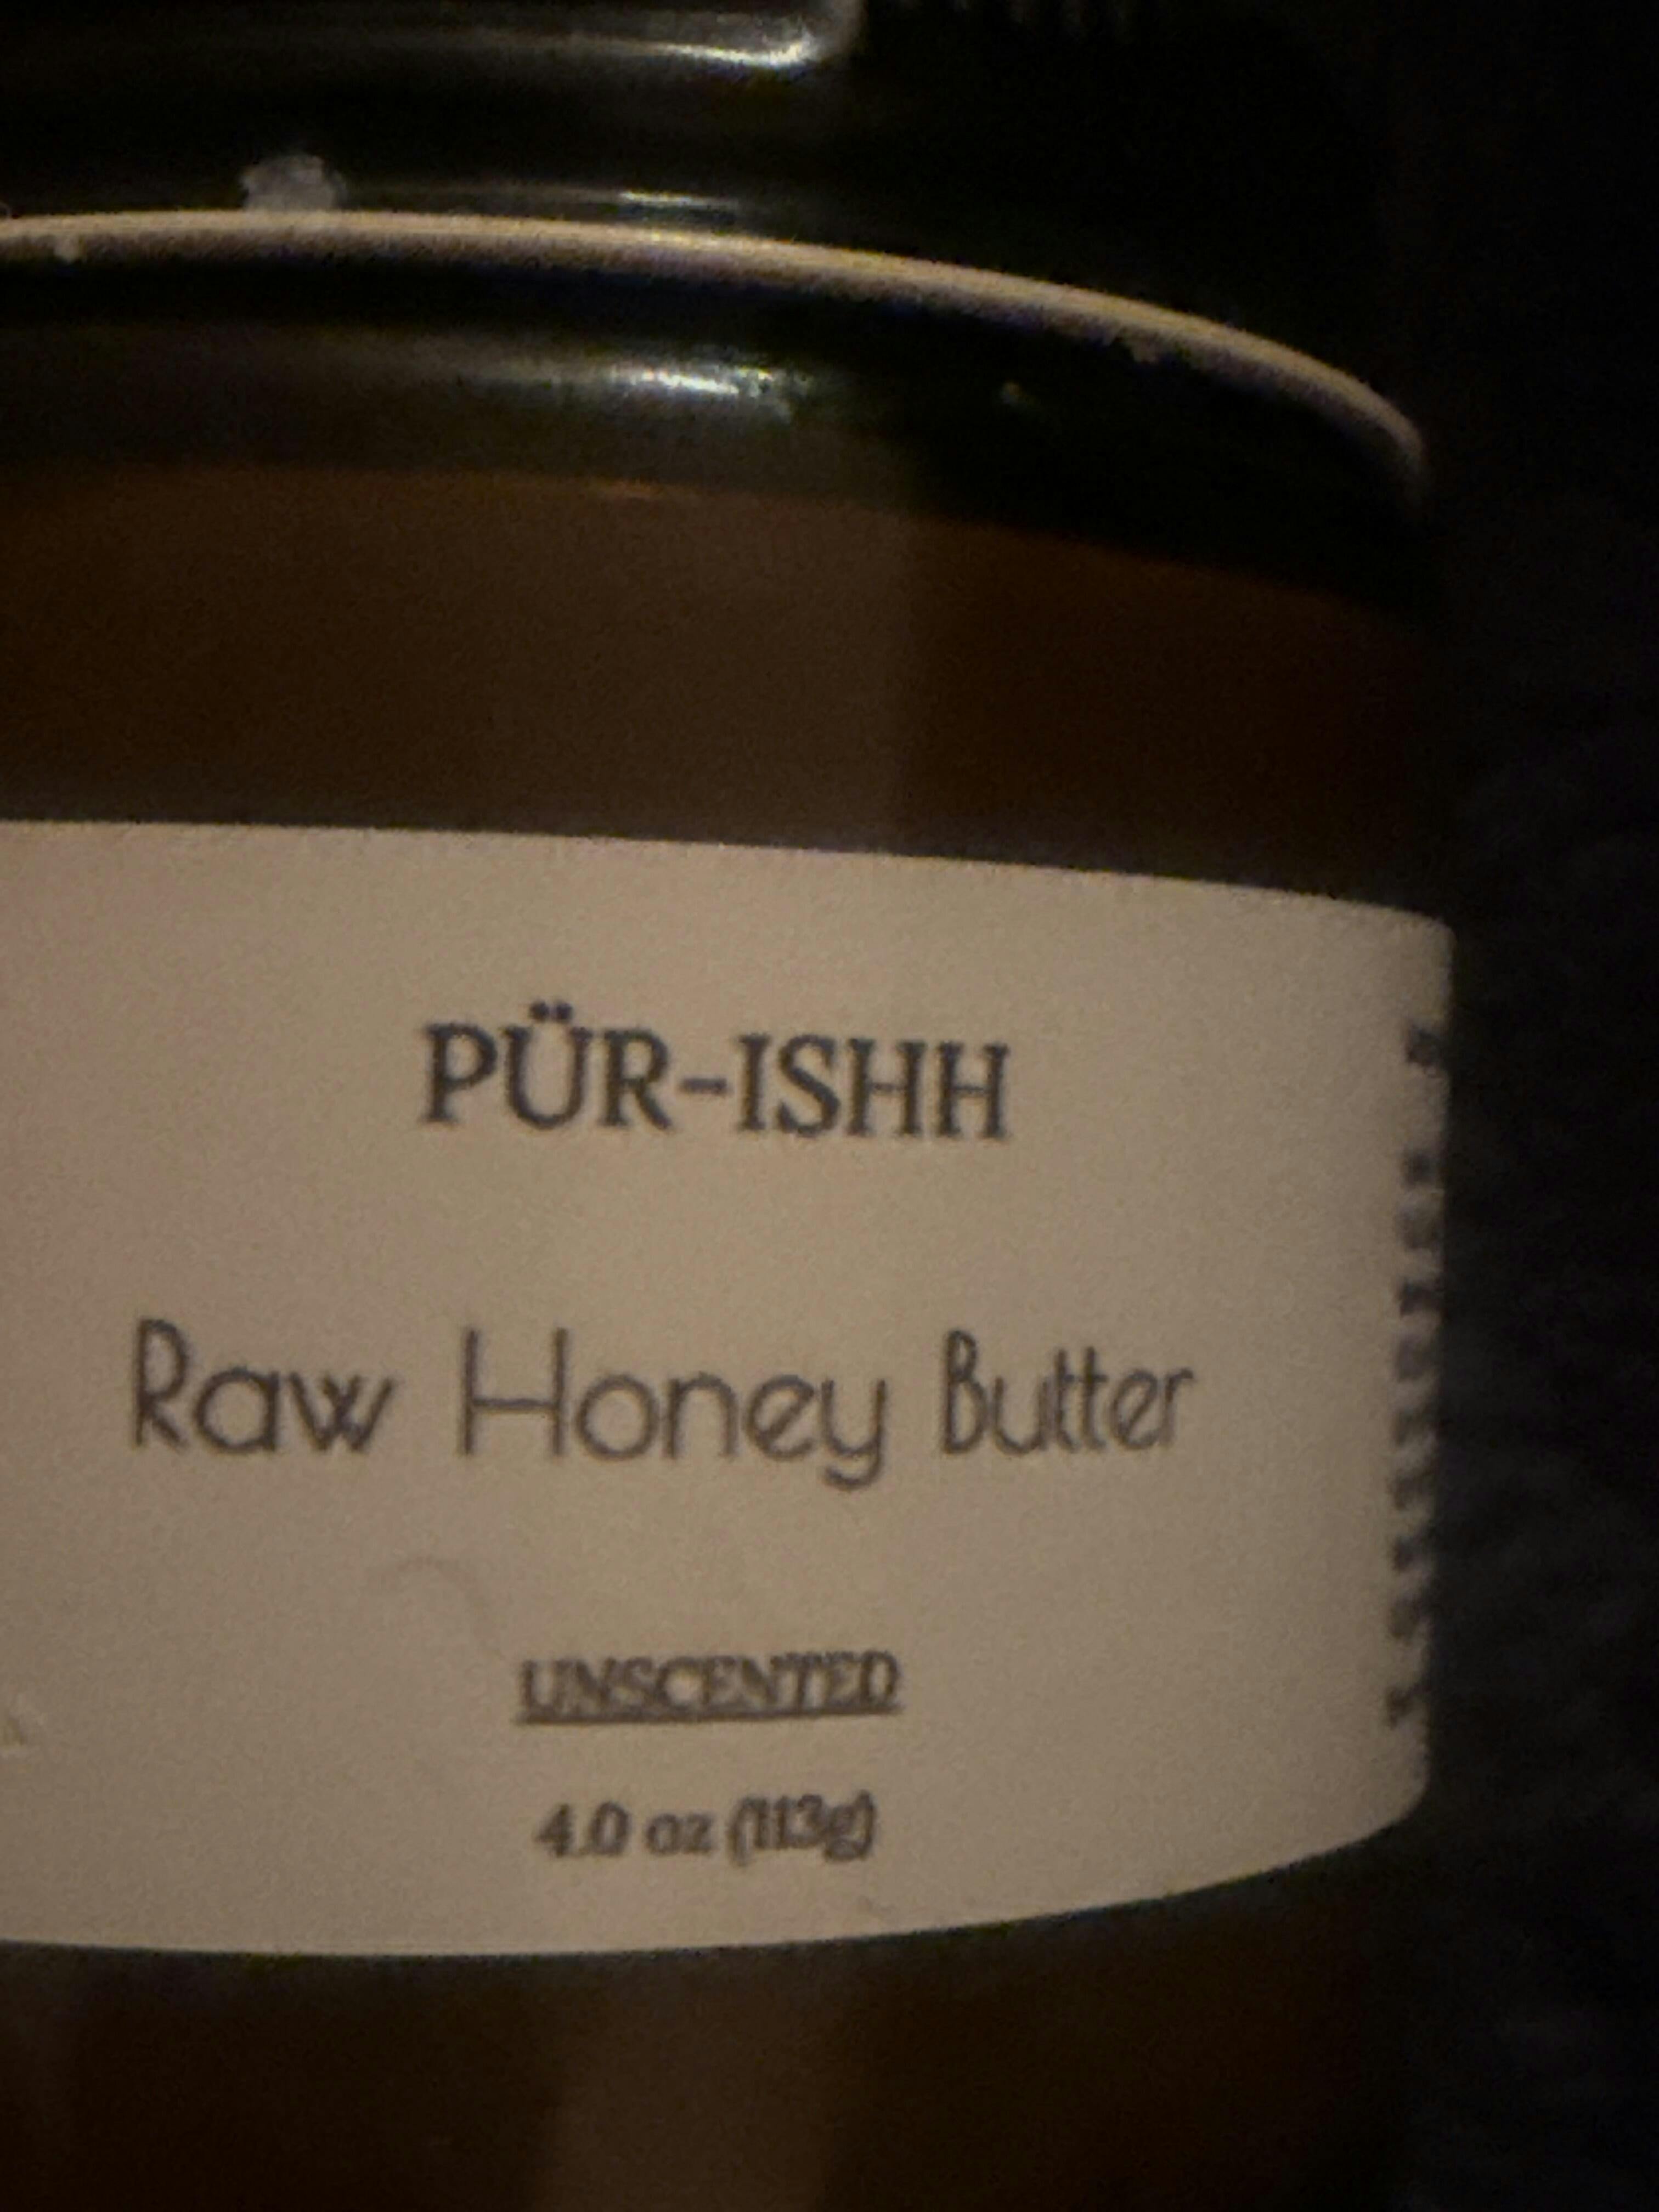 PÜR-ISHH
Raw Honey Butter
UNSCENTED
4.0 oz (113g)